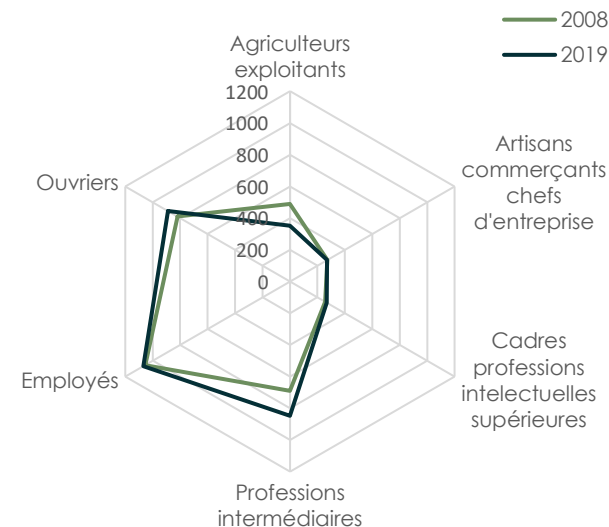 2008
2019
Agriculteurs
exploitants
1200
1000
800
600
400
200
0
Artisans
commerçants
chefs
d'entreprise
Cadres
professions
intelectuelles
supérieures
Professions
intermédiaires
Employés
Ouvriers